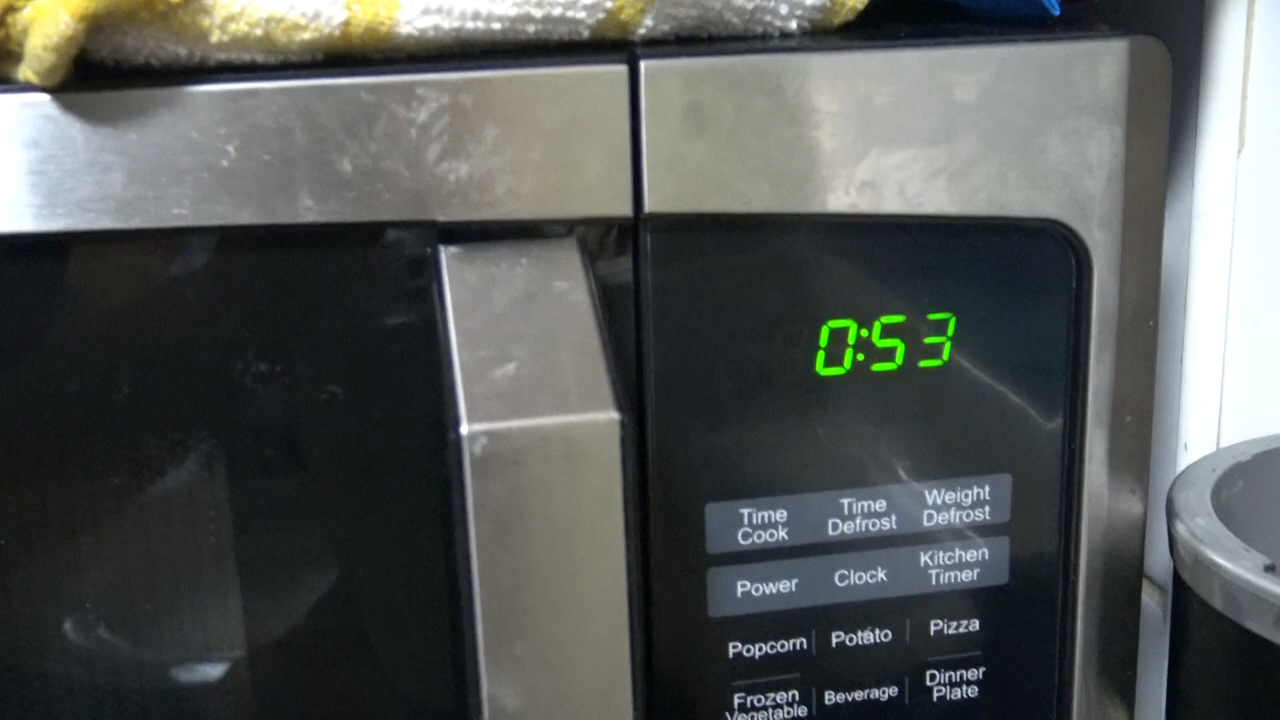 0:53
Time Cook
Time Defrost
Weight Defrost
Power
Clock
Kitchen Timer
Popcorn
Potato
Pizza
Frozen Vegetable
Beverage
Dinner Plate